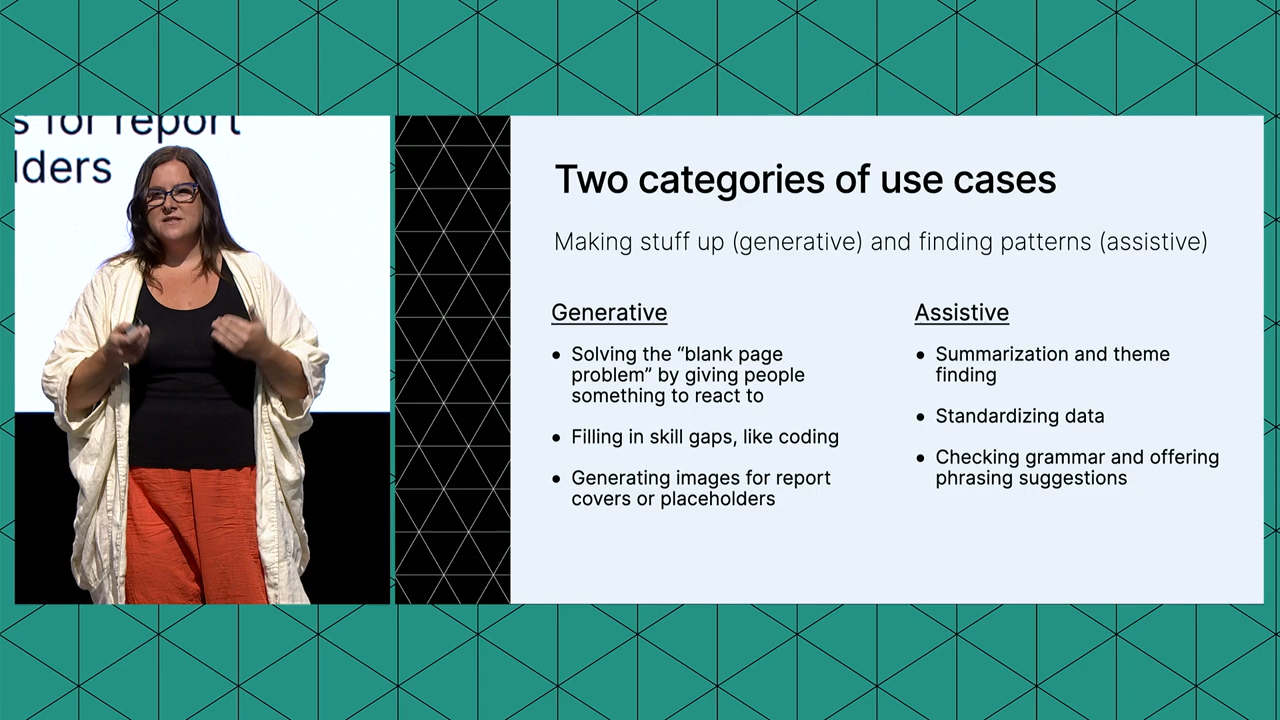 s for report
lders
Two categories of use cases
Making stuff up (generative) and finding patterns (assistive)
Generative
• Solving the “blank page
problem” by giving people
something to react to
• Filling in skill gaps, like coding
• Generating images for report
covers or placeholders
Assistive
• Summarization and theme
finding
• Standardizing data
• Checking grammar and offering
phrasing suggestions